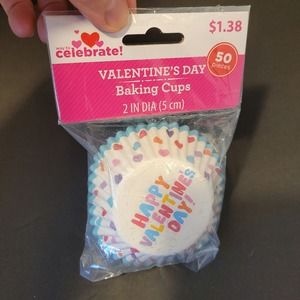 way to
celebrate!
$1.38
VALENTINE'S DAY
Baking Cups
2 IN DIA (5 cm)
50
pieces
HAPPY
VALENTINE'S
DAY!